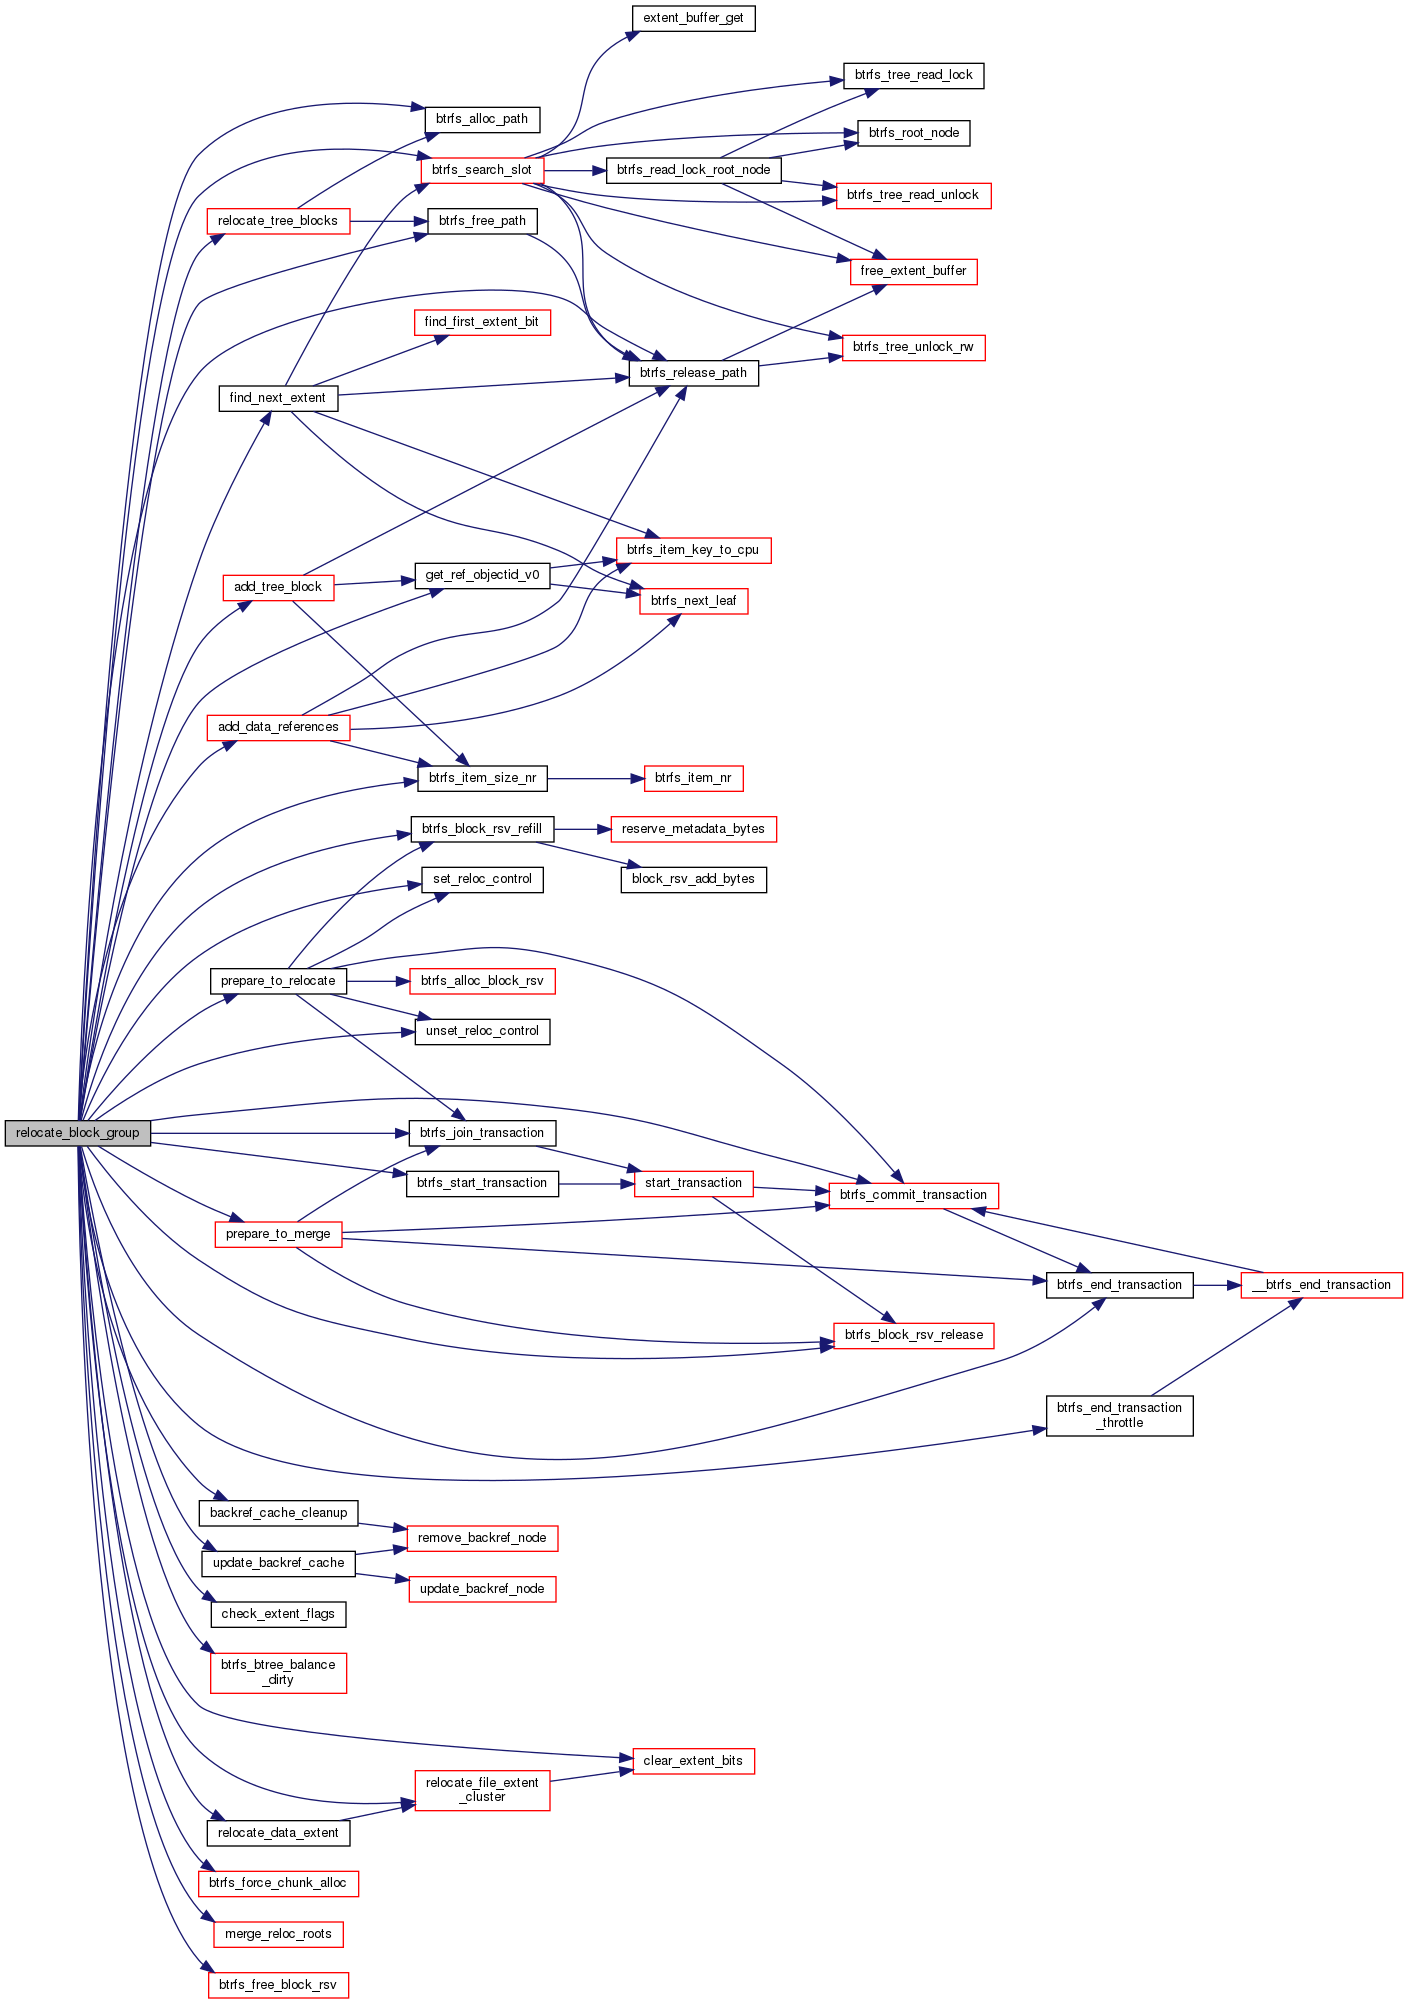 extent_buffer_get
btrfs_tree_read_lock
btrfs_alloc_path
btrfs_root_node
btrfs_search_slot
btrfs_read_lock_root_node
btrfs_tree_read_unlock
relocate_tree_blocks
btrfs_free_path
free_extent_buffer
find_first_extent_bit
btrfs_tree_unlock_rw
btrfs_release_path
find_next_extent
btrfs_item_key_to_cpu
get_ref_objectid_v0
add_tree_block
btrfs_next_leaf
add_data_references
btrfs_item_size_nr
btrfs_item_nr
btrfs_block_rsv_refill
reserve_metadata_bytes
set_reloc_control
block_rsv_add_bytes
prepare_to_relocate
btrfs_alloc_block_rsv
unset_reloc_control
relocate_block_group
btrfs_join_transaction
btrfs_start_transaction
start_transaction
btrfs_commit_transaction
prepare_to_merge
btrfs_end_transaction
__btrfs_end_transaction
btrfs_block_rsv_release
btrfs_end_transaction
_throttle
backref_cache_cleanup
remove_backref_node
update_backref_cache
update_backref_node
check_extent_flags
btrfs_btree_balance
_dirty
clear_extent_bits
relocate_file_extent
_cluster
relocate_data_extent
btrfs_force_chunk_alloc
merge_reloc_roots
btrfs_free_block_rsv